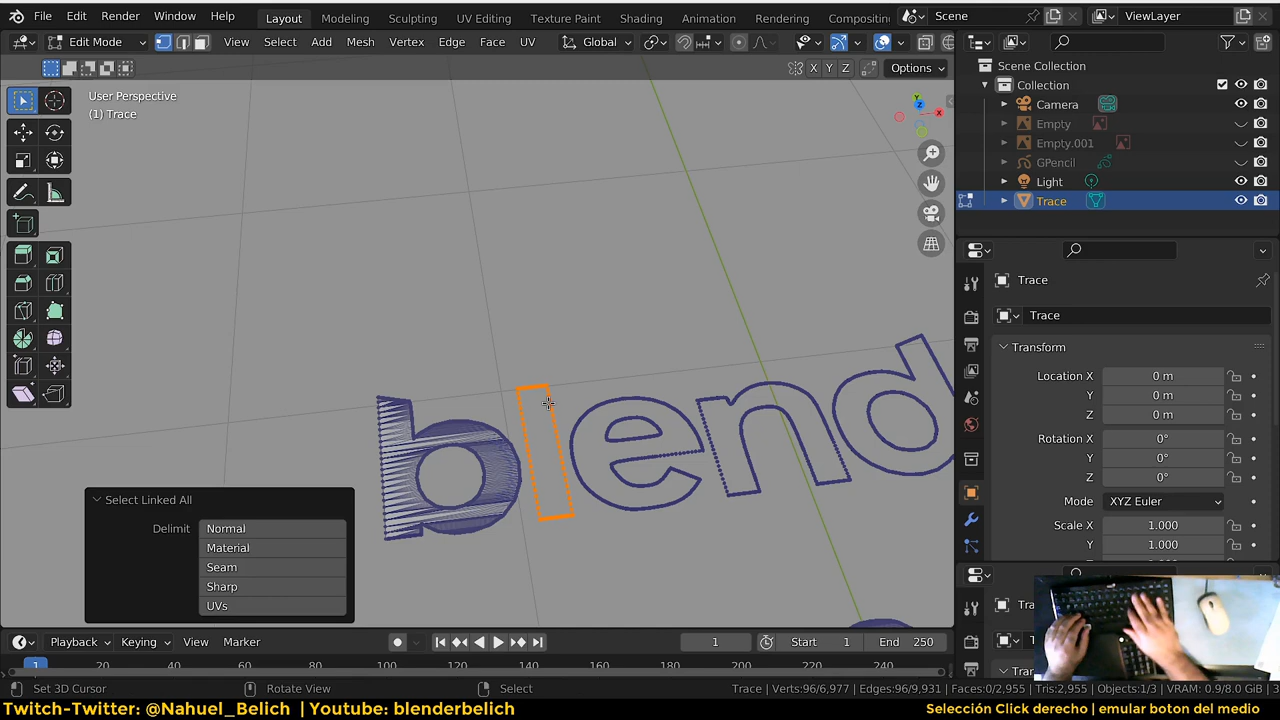 File Edit Render Window Help Layout Modeling Sculpting UV Editing Texture Paint Shading Animation Rendering Compositin Scene ViewLayer
Edit Mode View Select Add Mesh Vertex Edge Face UV Global
X Y Z Options
User Perspective
(1) Trace
Scene Collection
Collection
Camera
Empty
Empty.001
GPencil
Light
Trace
Trace
Trace
Transform
Location X 0 m
Y 0 m
Z 0 m
Rotation X 0°
Y 0°
Z 0°
Mode XYZ Euler
Scale X 1.000
Y 1.000
blend
Select Linked All
Delimit Normal
Material
Seam
Sharp
UVs
Playback Keying View Marker 1 Start 1 End 250
1 20 40 60 80 100 120 140 160 180 200 220 240
Set 3D Cursor Rotate View Select Trace | Verts:96/6,977 | Edges:96/9,931 | Faces:0/2,955 | Tris:2,955 | Objects:1/3 | VRAM: 0.9/8.0 GiB | 3
Twitch-Twitter: @Nahuel_Belich | Youtube: blenderbelich Selección Click derecho | emular boton del medio